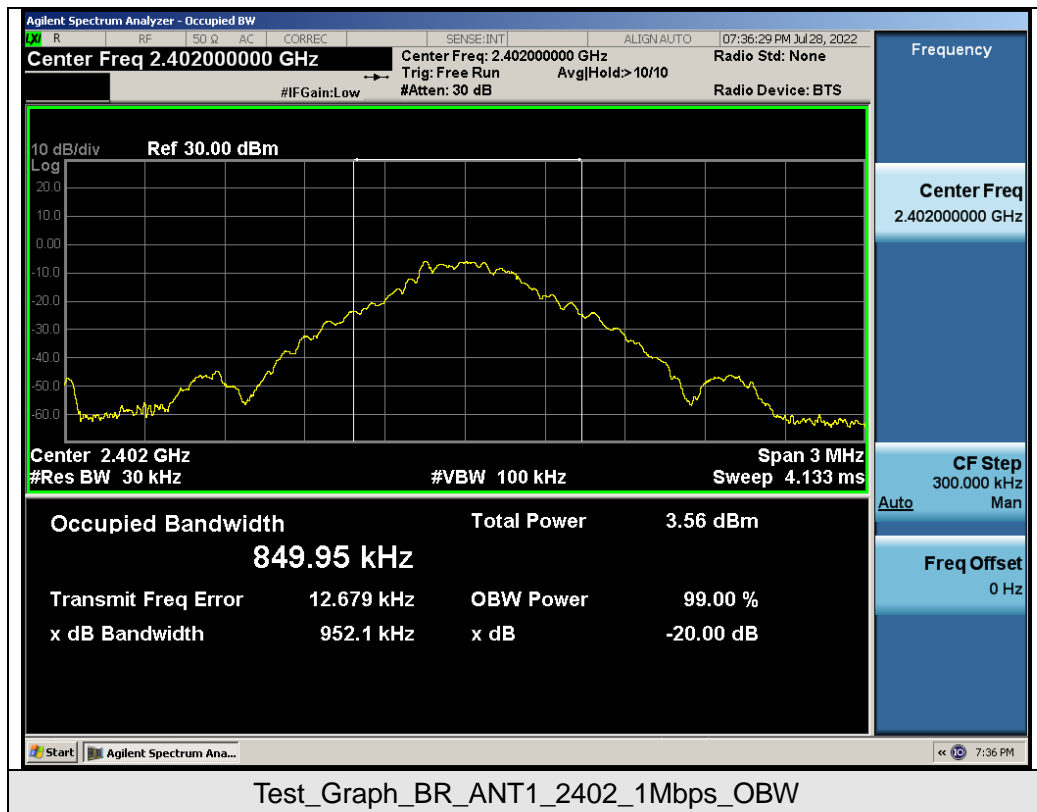 Agilent Spectrum Analyzer - Occupied BW
LXI R RF 50 Ω AC CORREC SENSE:INT ALIGN AUTO 07:36:29 PM Jul 28, 2022
Center Freq 2.402000000 GHz
Center Freq: 2.402000000 GHz
Radio Std: None
Trig: Free Run Avg|Hold:>10/10
#IFGain:Low
#Atten: 30 dB
Radio Device: BTS
Frequency
10 dB/div Ref 30.00 dBm
Log
20.0
10.0
0.00
-10.0
-20.0
-30.0
-40.0
-50.0
-60.0
Center Freq
2.402000000 GHz
Center 2.402 GHz
Span 3 MHz
#Res BW 30 kHz
#VBW 100 kHz
Sweep 4.133 ms
CF Step
300.000 kHz
Auto Man
Occupied Bandwidth
849.95 kHz
Total Power 3.56 dBm
Transmit Freq Error 12.679 kHz
OBW Power 99.00 %
x dB Bandwidth 952.1 kHz
x dB -20.00 dB
Freq Offset
0 Hz
Start
Agilent Spectrum Ana...
« 7:36 PM
Test_Graph_BR_ANT1_2402_1Mbps_OBW